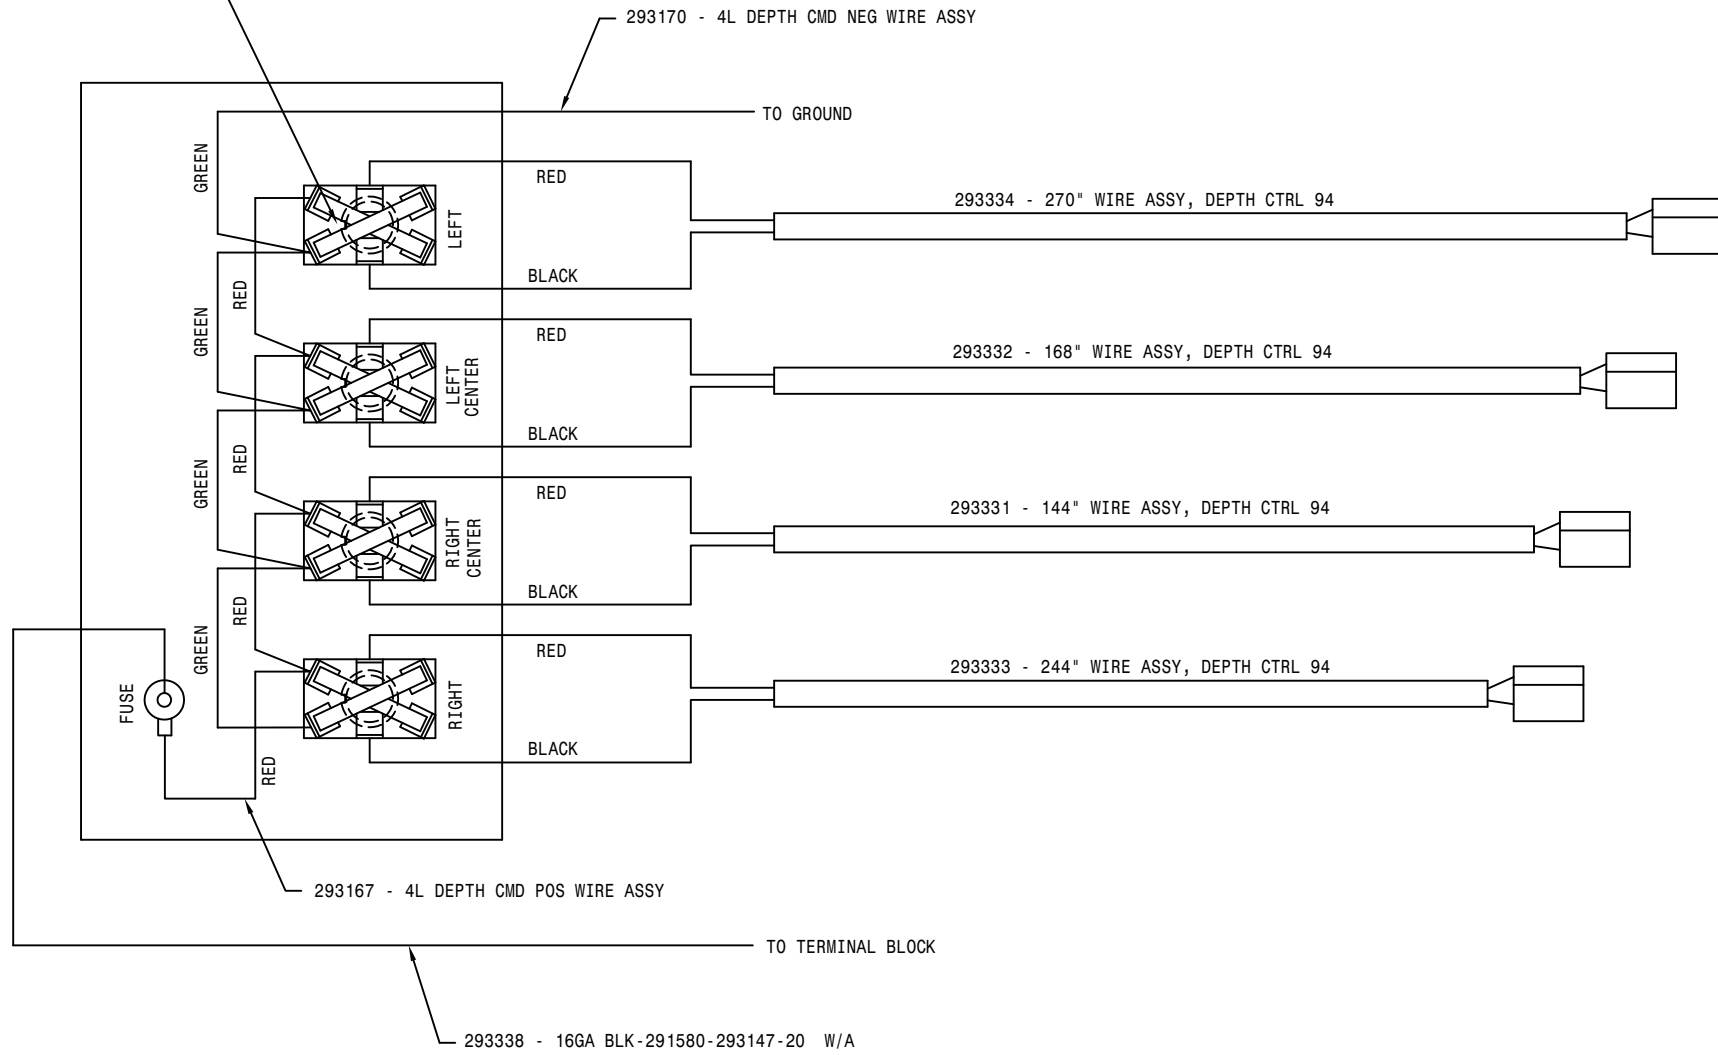 293170 - 4L DEPTH CMD NEG WIRE ASSY
TO GROUND
GREEN
RED
LEFT
293334 - 270" WIRE ASSY, DEPTH CTRL 94
BLACK
RED
GREEN
RED
LEFT
CENTER
293332 - 168" WIRE ASSY, DEPTH CTRL 94
BLACK
RED
GREEN
RED
RIGHT
CENTER
293331 - 144" WIRE ASSY, DEPTH CTRL 94
BLACK
RED
GREEN
RED
FUSE
RIGHT
293333 - 244" WIRE ASSY, DEPTH CTRL 94
BLACK
RED
293167 - 4L DEPTH CMD POS WIRE ASSY
TO TERMINAL BLOCK
293338 - 16GA BLK-291580-293147-20 W/A